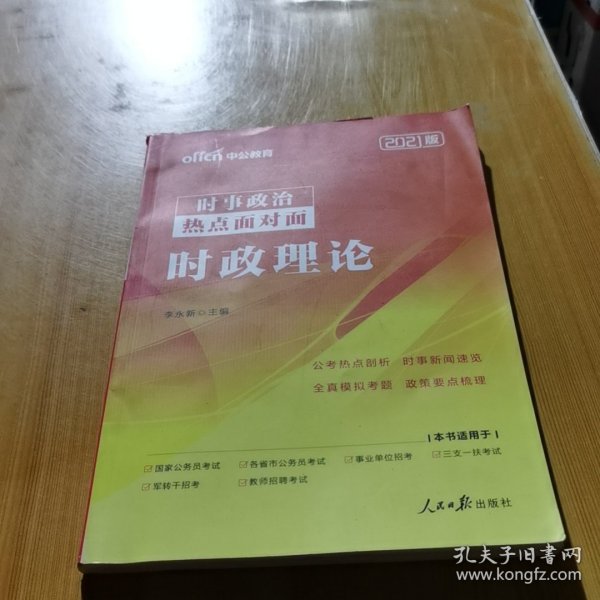 offcn中公教育
2021版
时事政治
热点面对面
时政理论
李永新◎主编
公考热点剖析 时事新闻速览
全真模拟考题 政策要点梳理
本书适用于
国家公务员考试 各省市公务员考试 事业单位招考 三支一扶考试
军转干招考 教师招聘考试
人民日报出版社
孔夫子旧书网
www.kongfz.com